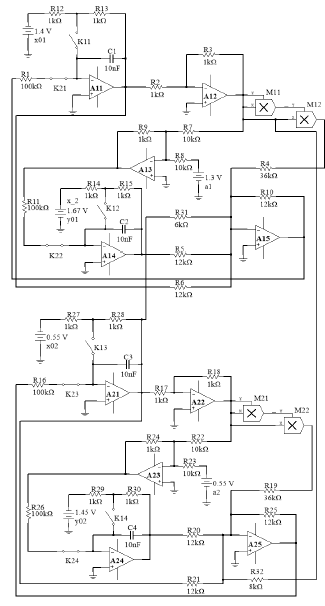 R12
1kΩ
R13
1kΩ
1.4 V
x01
K11
C1
10nF
R1
100kΩ
K21
A11
R2
1kΩ
R3
1kΩ
A12
M11
M12
R9
1kΩ
R7
10kΩ
R8
10kΩ
A13
1.3 V
a1
R4
36kΩ
R10
12kΩ
R11
100kΩ
R14
1kΩ
R15
1kΩ
x_2
1.67 V
y01
K12
C2
10nF
K22
A14
R31
6kΩ
R5
12kΩ
A15
R6
12kΩ
R27
1kΩ
R28
1kΩ
0.55 V
x02
K13
C3
10nF
R16
100kΩ
K23
A21
R17
1kΩ
R18
1kΩ
A22
M21
M22
R24
1kΩ
R22
10kΩ
R23
10kΩ
A23
0.55 V
a2
R26
100kΩ
R29
1kΩ
R30
1kΩ
1.45 V
y02
K14
C4
10nF
K24
A24
R19
36kΩ
R25
12kΩ
R20
12kΩ
A25
R21
12kΩ
R32
8kΩ